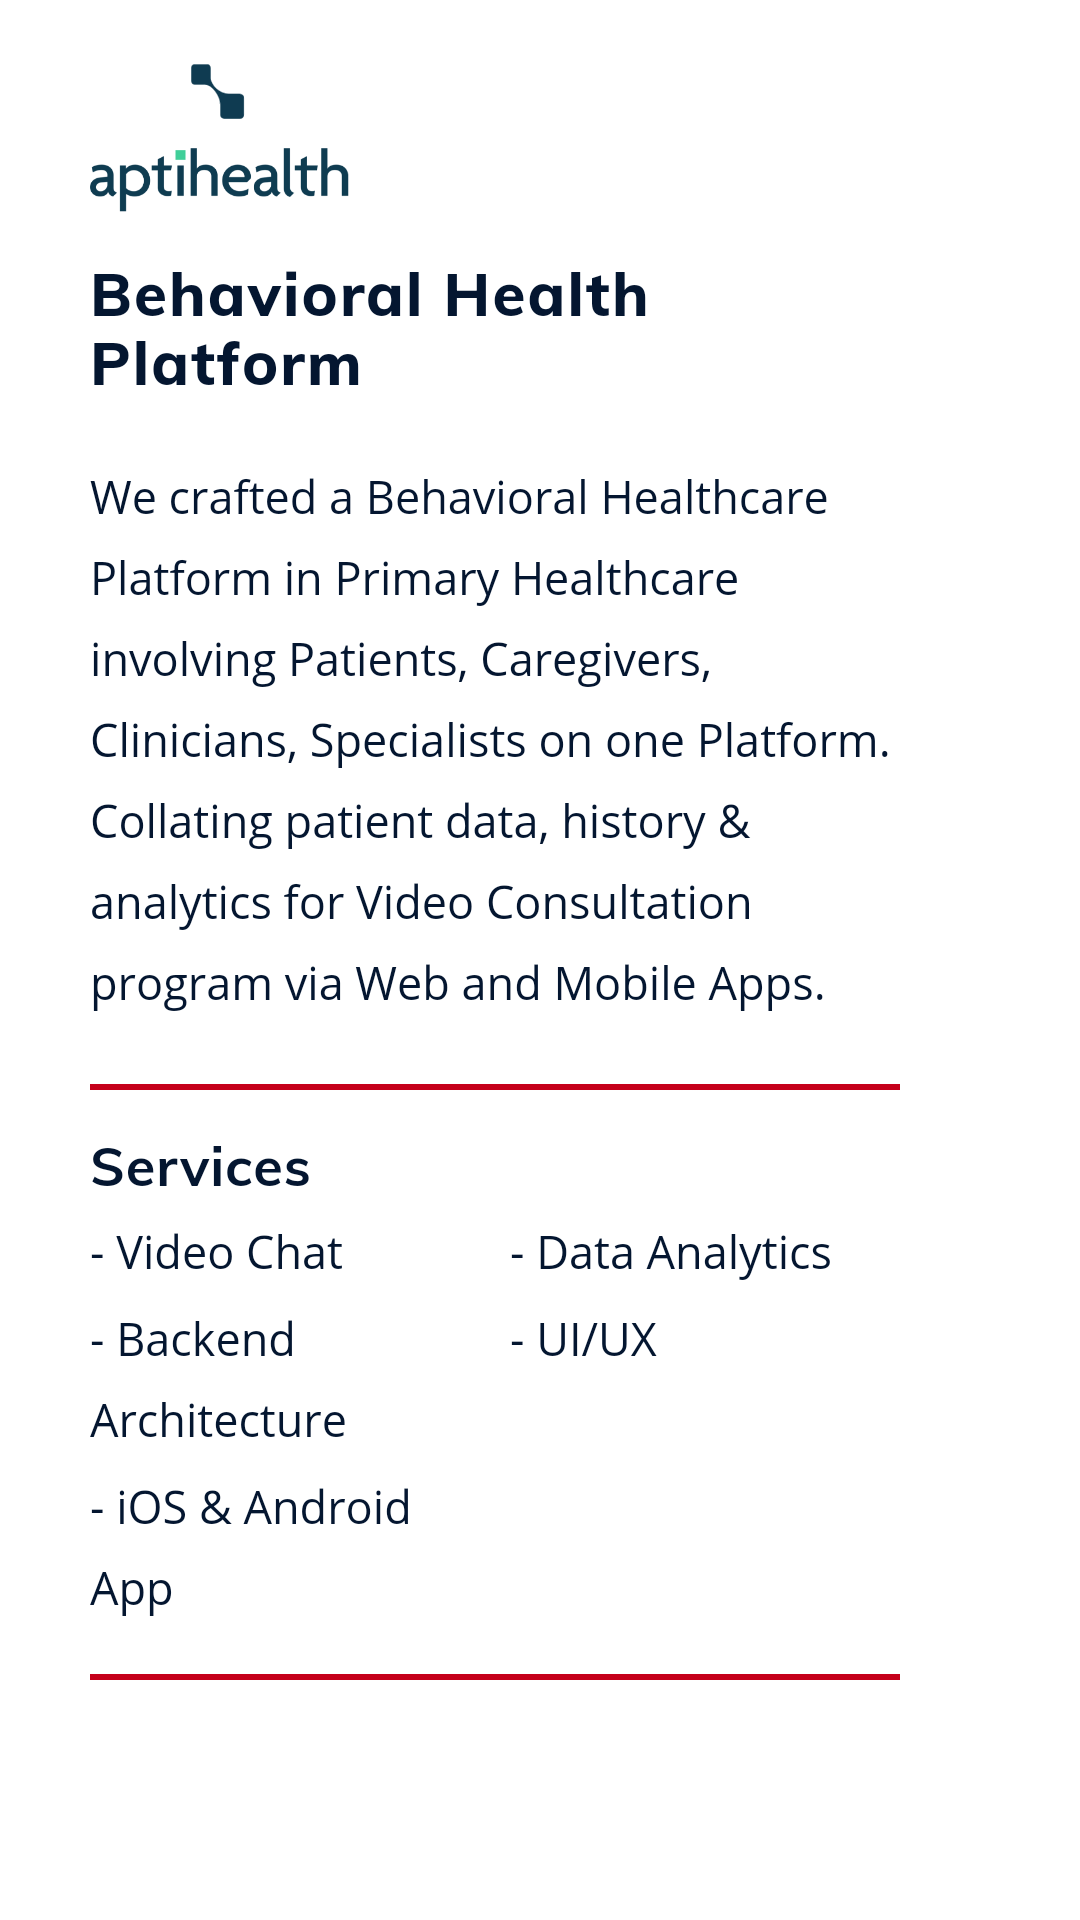 aptihealth
Behavioral Health
Platform
We crafted a Behavioral Healthcare
Platform in Primary Healthcare
involving Patients, Caregivers,
Clinicians, Specialists on one Platform.
Collating patient data, history &
analytics for Video Consultation
program via Web and Mobile Apps.
Services
- Video Chat
- Backend
Architecture
- iOS & Android
App
- Data Analytics
- UI/UX